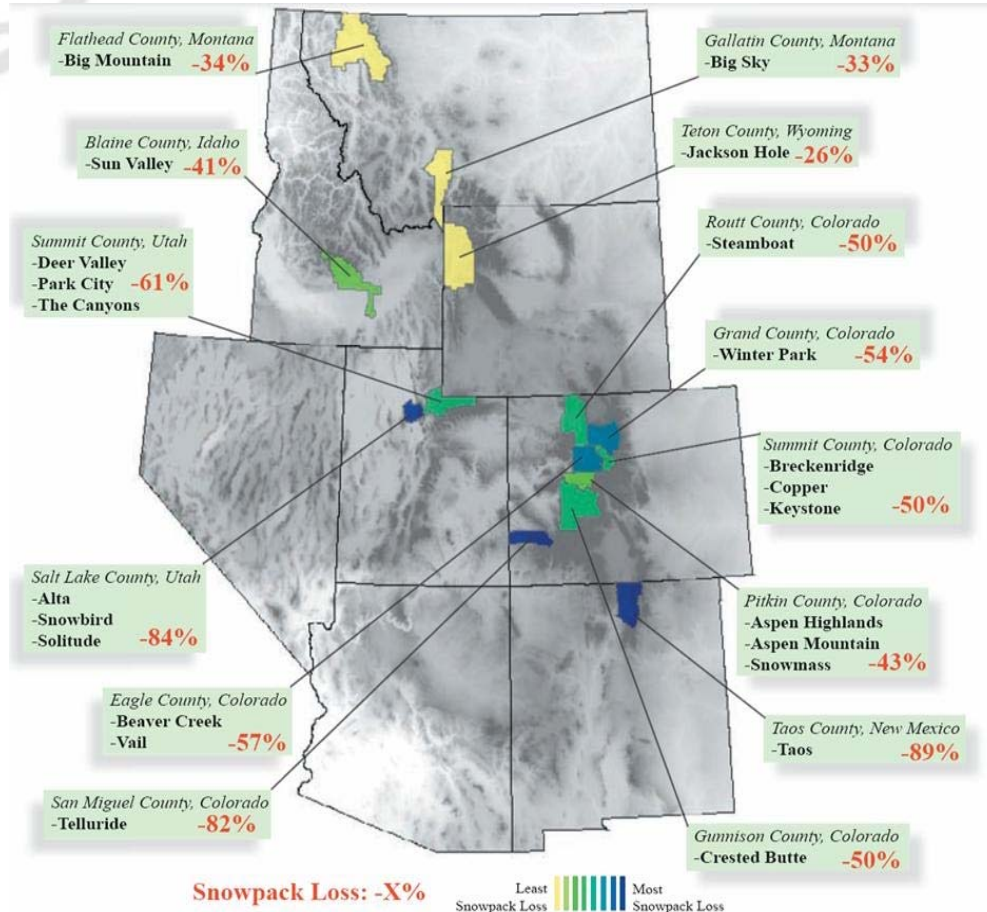 Flathead County, Montana
-Big Mountain -34%
Gallatin County, Montana
-Big Sky -33%
Blaine County, Idaho
-Sun Valley -41%
Teton County, Wyoming
-Jackson Hole -26%
Summit County, Utah
-Deer Valley
-Park City -61%
-The Canyons
Routt County, Colorado
-Steamboat -50%
Grand County, Colorado
-Winter Park -54%
Summit County, Colorado
-Breckenridge
-Copper
-Keystone -50%
Salt Lake County, Utah
-Alta
-Snowbird
-Solitude -84%
Pitkin County, Colorado
-Aspen Highlands
-Aspen Mountain
-Snowmass -43%
Eagle County, Colorado
-Beaver Creek
-Vail -57%
Taos County, New Mexico
-Taos -89%
San Miguel County, Colorado
-Telluride -82%
Gunnison County, Colorado
-Crested Butte -50%
Snowpack Loss: -X%
Least
Snowpack Loss
Most
Snowpack Loss